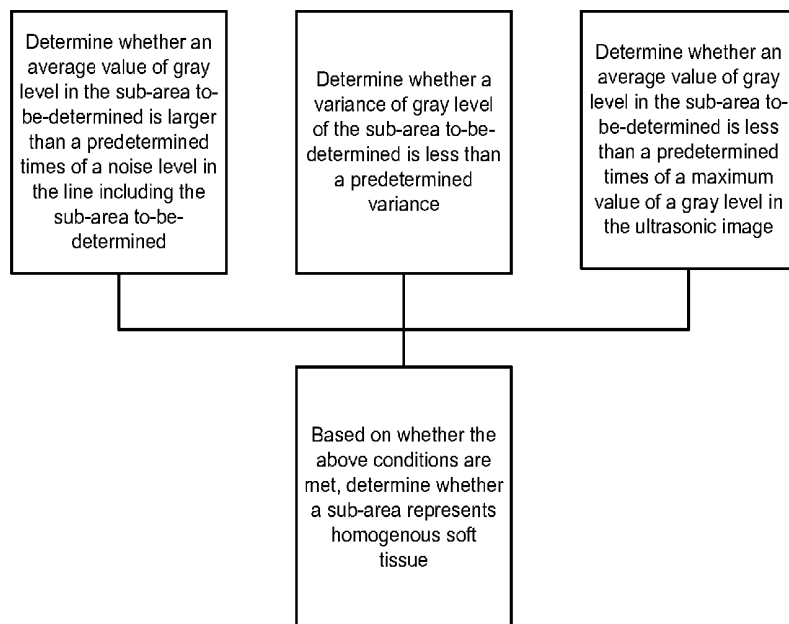 Determine whether an
average value of gray
level in the sub-area to-
be-determined is larger
than a predetermined
times of a noise level in
the line including the
sub-area to-be-
determined
Determine whether a
variance of gray level
of the sub-area to-be-
determined is less than
a predetermined
variance
Determine whether an
average value of gray
level in the sub-area to-
be-determined is less
than a predetermined
times of a maximum
value of a gray level in
the ultrasonic image
Based on whether the
above conditions are
met, determine whether
a sub-area represents
homogenous soft
tissue